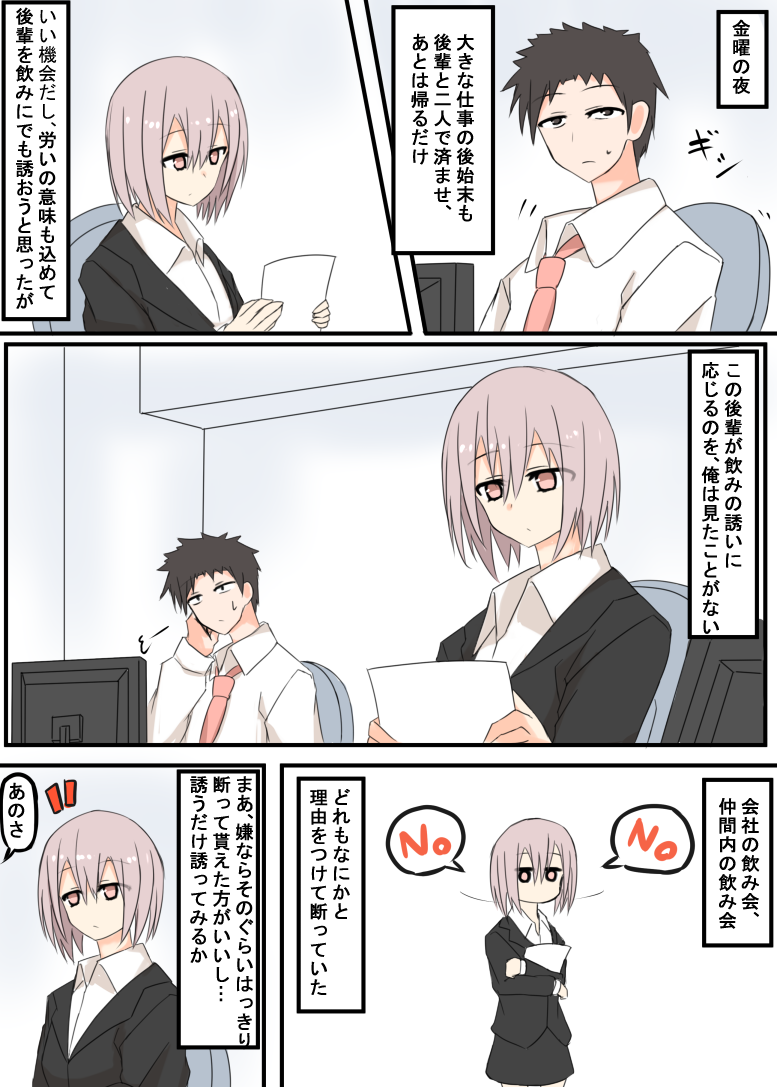 金曜の夜
ギシッ
大きな仕事の後始末も
後輩と二人で済ませ、
あとは帰るだけ
いい機会だし、労いの意味も込めて
後輩を飲みにでも誘おうと思ったが
この後輩が飲みの誘いに
応じるのを、俺は見たことがない
会社の飲み会、
仲間内の飲み会
No
No
どれもなにかと
理由をつけて断っていた
まあ、嫌ならそのぐらいはっきり
断って貰えた方がいいし…
誘うだけ誘ってみるか
あのさ